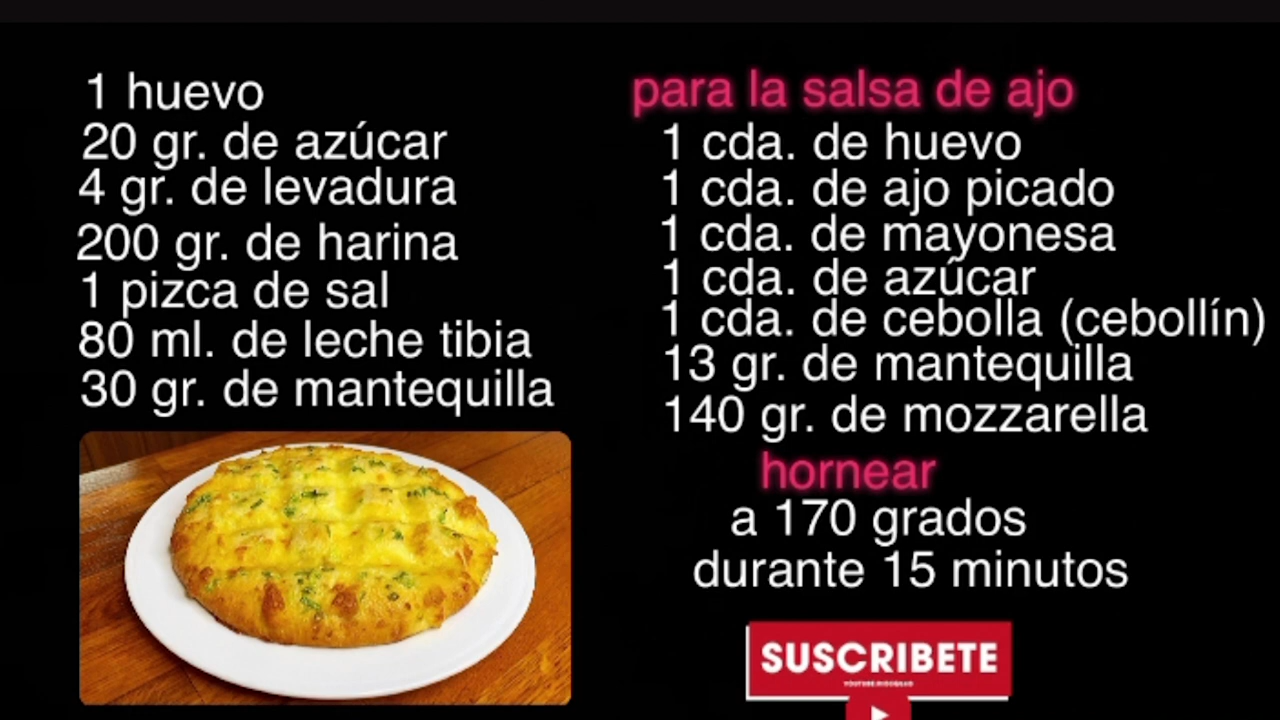 1 huevo
20 gr. de azúcar
4 gr. de levadura
200 gr. de harina
1 pizca de sal
80 ml. de leche tibia
30 gr. de mantequilla
para la salsa de ajo
1 cda. de huevo
1 cda. de ajo picado
1 cda. de mayonesa
1 cda. de azúcar
1 cda. de cebolla (cebollín)
13 gr. de mantequilla
140 gr. de mozzarella
hornear
a 170 grados
durante 15 minutos
SUSCRIBETE